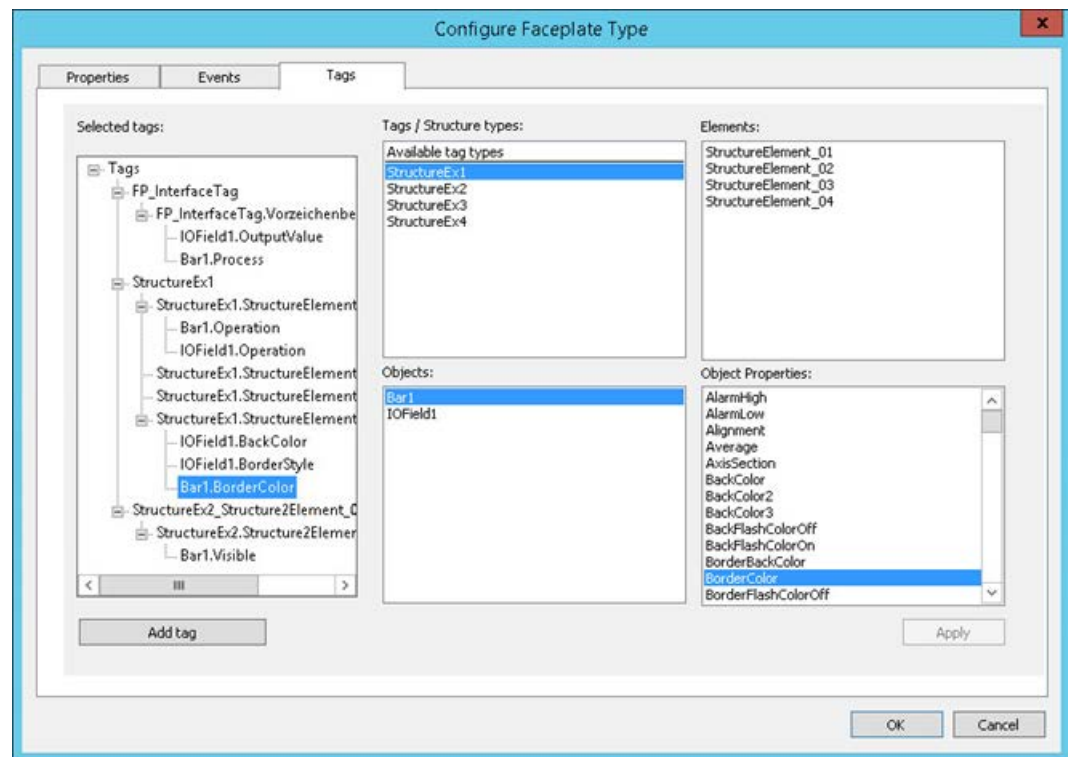 Configure Faceplate Type
x
Properties
Events
Tags
Selected tags:
Tags
FP_InterfaceTag
FP_InterfaceTag.Vorzeichenbe
IOField1.OutputValue
Bar1.Process
StructureEx1
StructureEx1.StructureElement
Bar1.Operation
IOField1.Operation
StructureEx1.StructureElement
StructureEx1.StructureElement
StructureEx1.StructureElement
IOField1.BackColor
IOField1.BorderStyle
Bar1.BorderColor
StructureEx2_Structure2Element_0
StructureEx2.Structure2Elemer
Bar1.Visible
Add tag
Tags / Structure types:
Available tag types
StructureEx1
StructureEx2
StructureEx3
StructureEx4
Elements:
StructureElement_01
StructureElement_02
StructureElement_03
StructureElement_04
Objects:
Bar1
IOField1
Object Properties:
AlarmHigh
AlarmLow
Alignment
Average
AxisSection
BackColor
BackColor2
BackColor3
BackFlashColorOff
BackFlashColorOn
BorderBackColor
BorderColor
BorderFlashColorOff
Apply
OK
Cancel